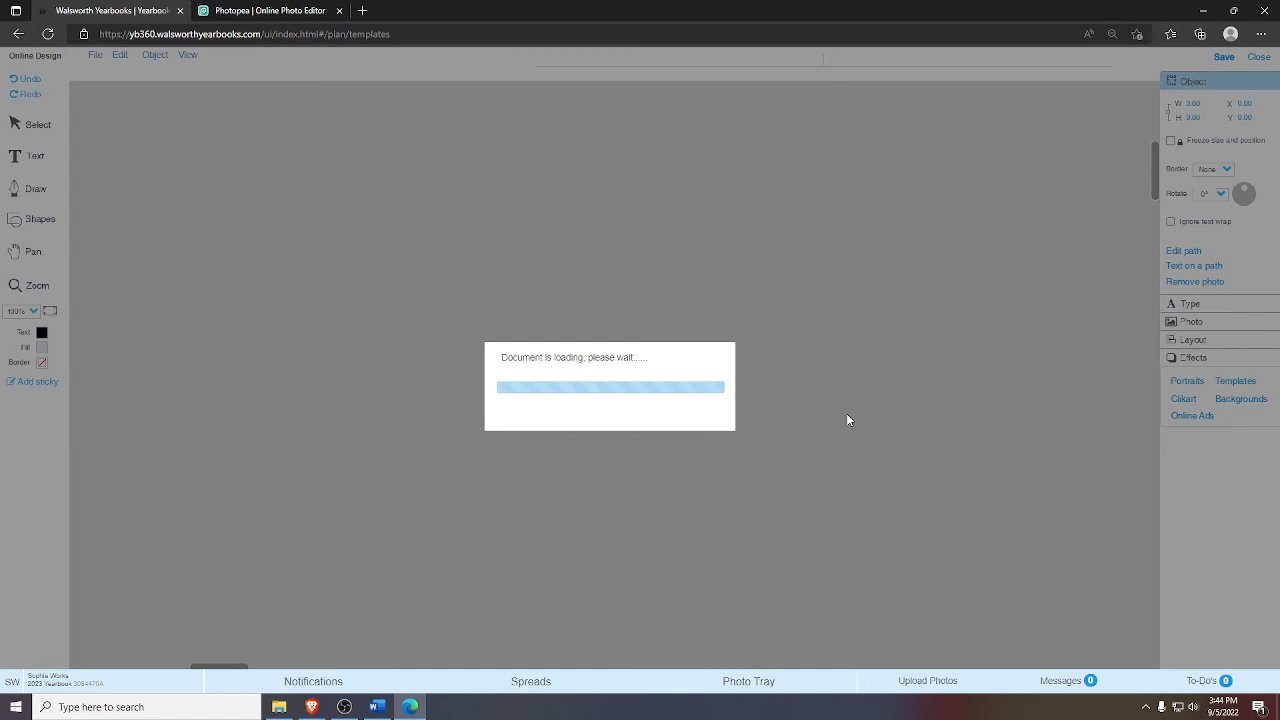 Walsworth Yearbooks | Yearbook
Photopea | Online Photo Editor
https://yb360.walsworthyearbooks.com/ui/index.html#/plan/templates
Online Design
File Edit Object View
Save Close
Undo
Redo
Select
Text
Draw
Shapes
Pan
Zoom
100%
Text
Fill
Border
Add sticky
Document is loading, please wait......
Object
W 0.00 X 0.00
H 0.00 Y 0.00
Freeze size and position
Border None
Rotate 0°
Ignore text wrap
Edit path
Text on a path
Remove photo
Type
Photo
Layout
Effects
Portraits Templates
Clikart Backgrounds
Online Ads
SW
Sophie Works
2023 Yearbook 3034470A
Notifications
Spreads
Photo Tray
Upload Photos
Messages 0
To-Do's 0
Type here to search
3:44 PM